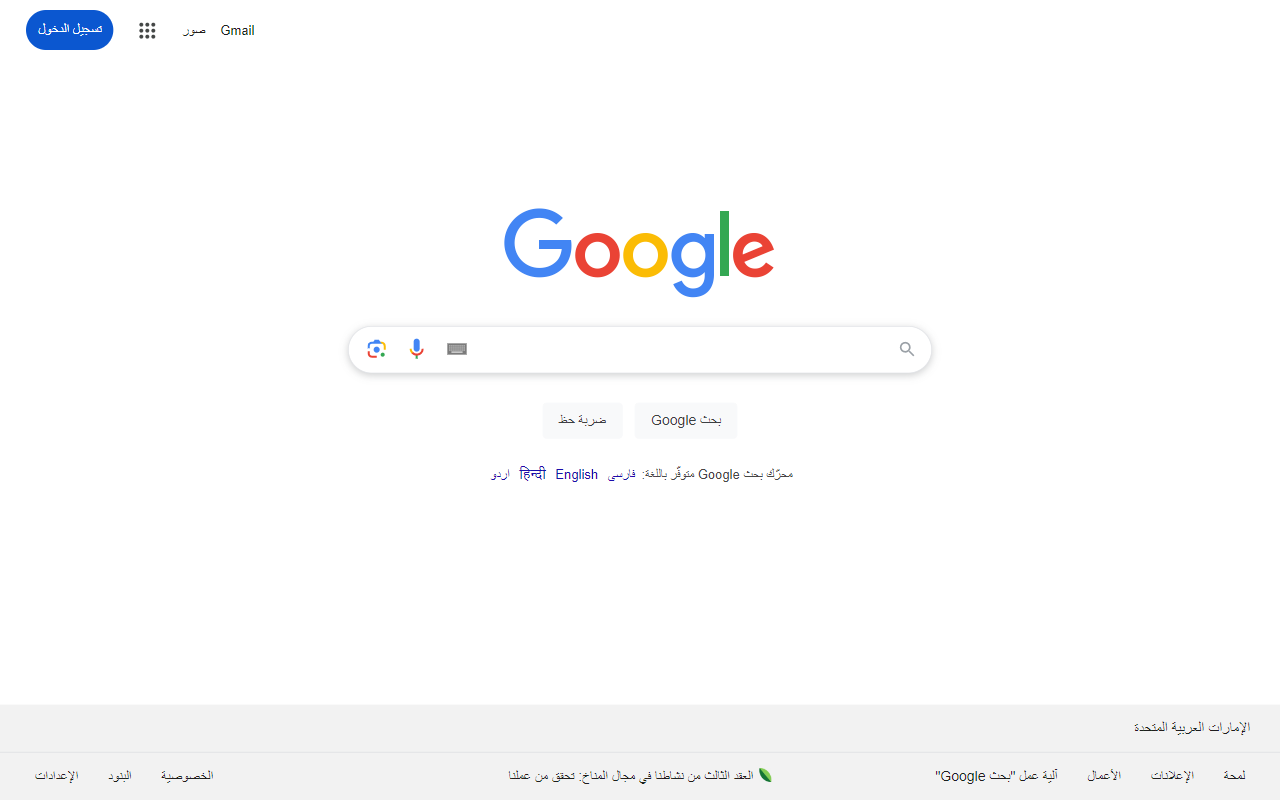 Gmail
صور
تسجيل الدخول
Google
بحث Google
ضربة حظ
محرّك بحث Google متوفّر باللغة: فارسی English हिन्दी اردو
الإمارات العربية المتحدة
لمحة
الإعلانات
الأعمال
آلية عمل "بحث Google"
العقد الثالث من نشاطنا في مجال المناخ: تحقق من عملنا
الخصوصية
البنود
الإعدادات